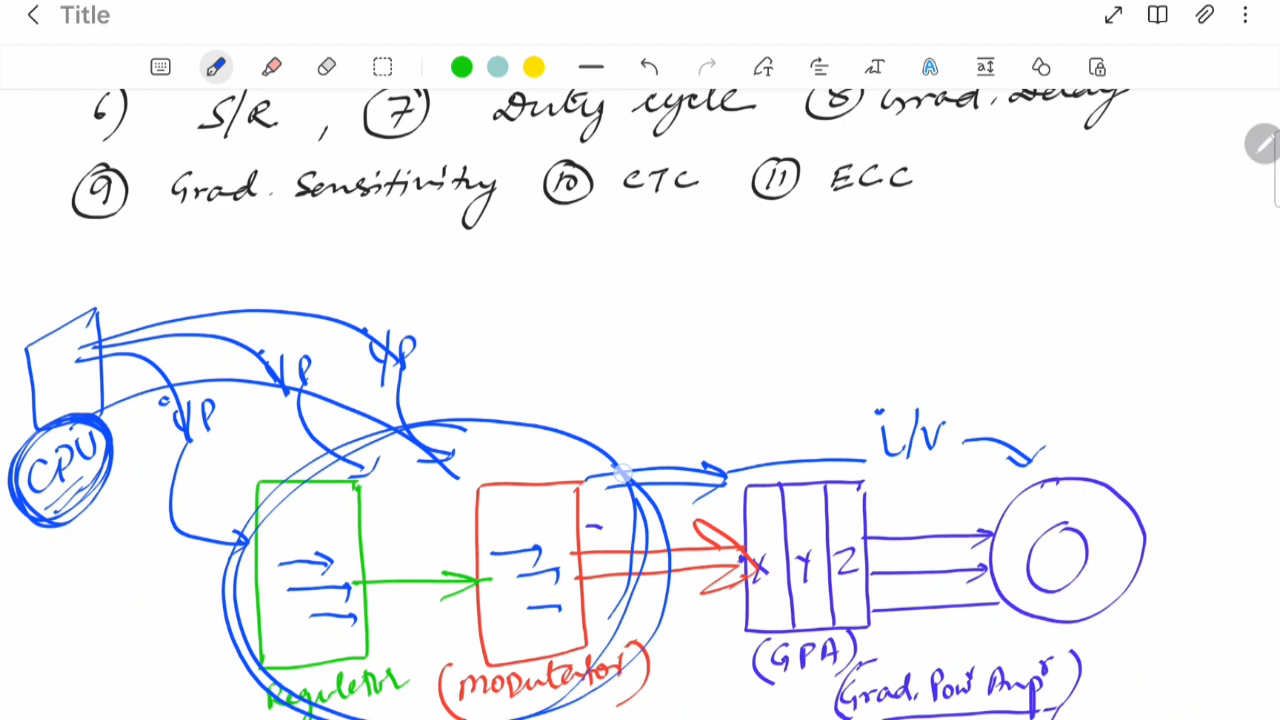 Title
6) S/R , (7) Duty cycle (8) Grad. Delay
(9) Grad. Sensitivity (10) CTC (11) ECC
i/p i/p i/p
i/v
CPU
X Y Z
(GPA)
Regulator (Modulator) (Grad. Powr Ampr)